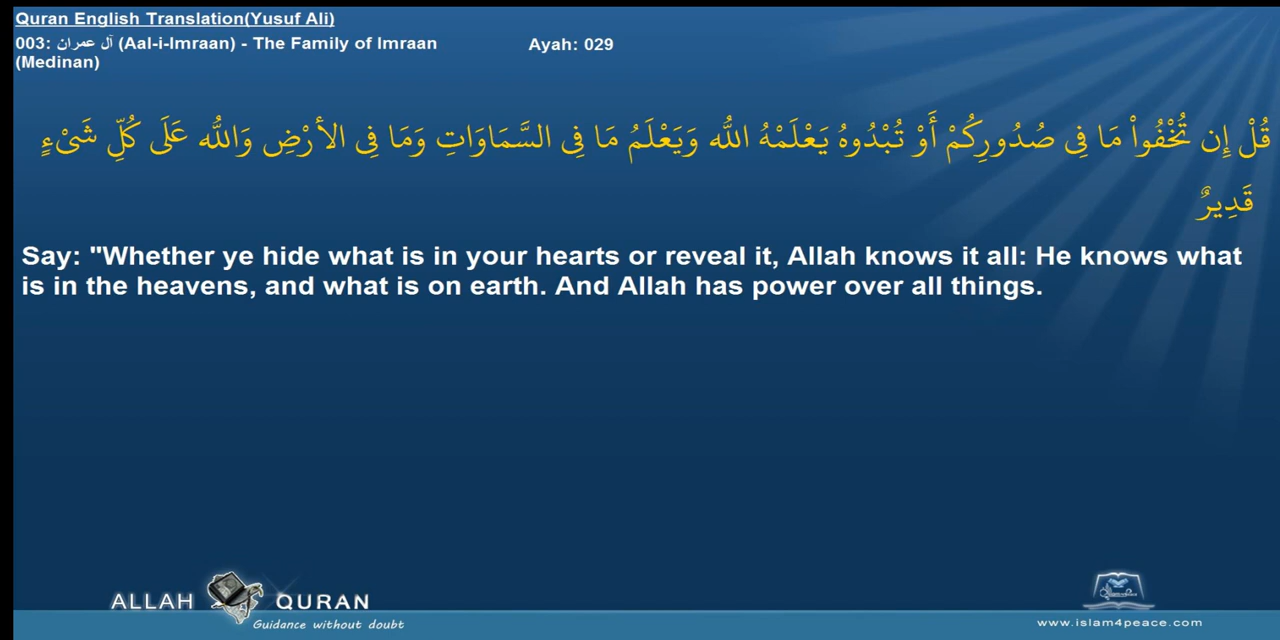 Quran English Translation(Yusuf Ali)
003: آل عمران (Aal-i-Imraan) - The Family of Imraan
(Medinan)
Ayah: 029
قُلْ إِن تُخْفُواْ مَا فِى صُدُورِكُمْ أَوْ تُبْدُوهُ يَعْلَمْهُ اللّٰه وَيَعْلَمُ مَا فِى السَّمَاوَاتِ وَمَا فِى الأَرْضِ وَاللّٰه عَلَى كُلِّ شَىْءٍ
قَدِيرٌ
Say: "Whether ye hide what is in your hearts or reveal it, Allah knows it all: He knows what
is in the heavens, and what is on earth. And Allah has power over all things.
ALLAH QURAN
Guidance without doubt
www.islam4peace.com